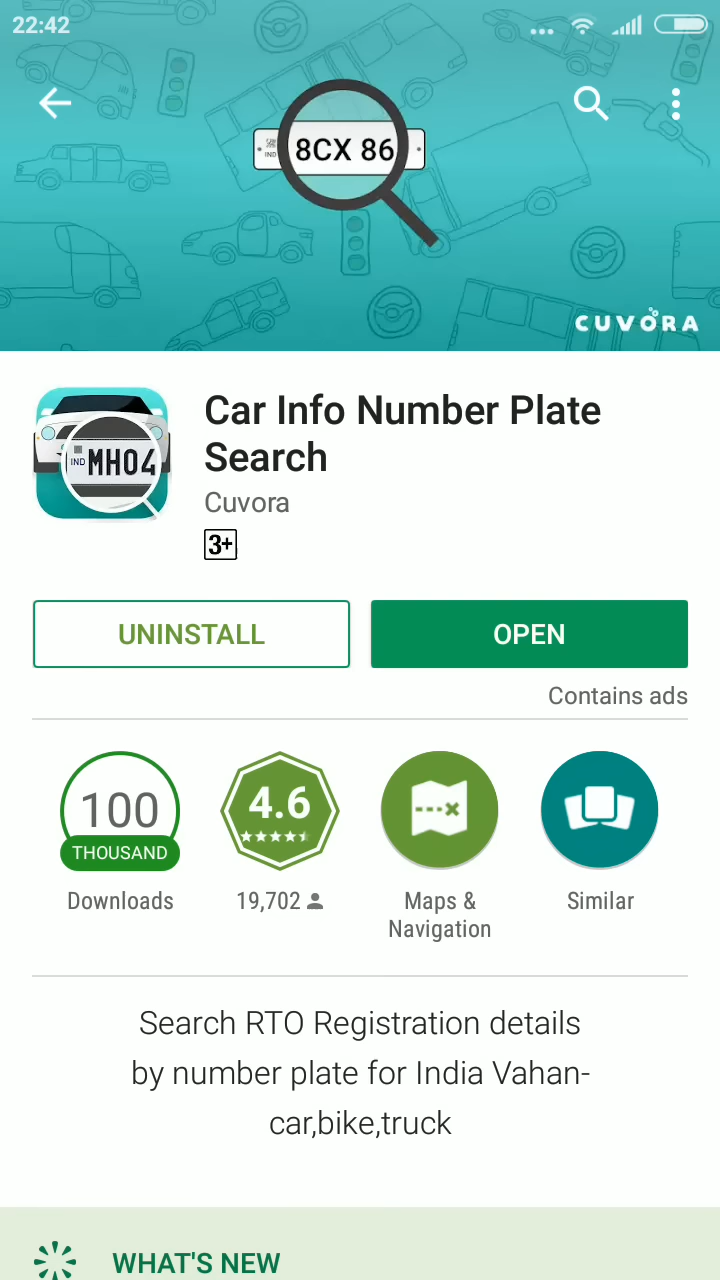 22:42
IND
8CX 86
CUVORA
IND
MH04
Car Info Number Plate
Search
Cuvora
3+
UNINSTALL
OPEN
Contains ads
100
THOUSAND
Downloads
4.6
19,702
Maps &
Navigation
Similar
Search RTO Registration details
by number plate for India Vahan-
car,bike,truck
WHAT'S NEW